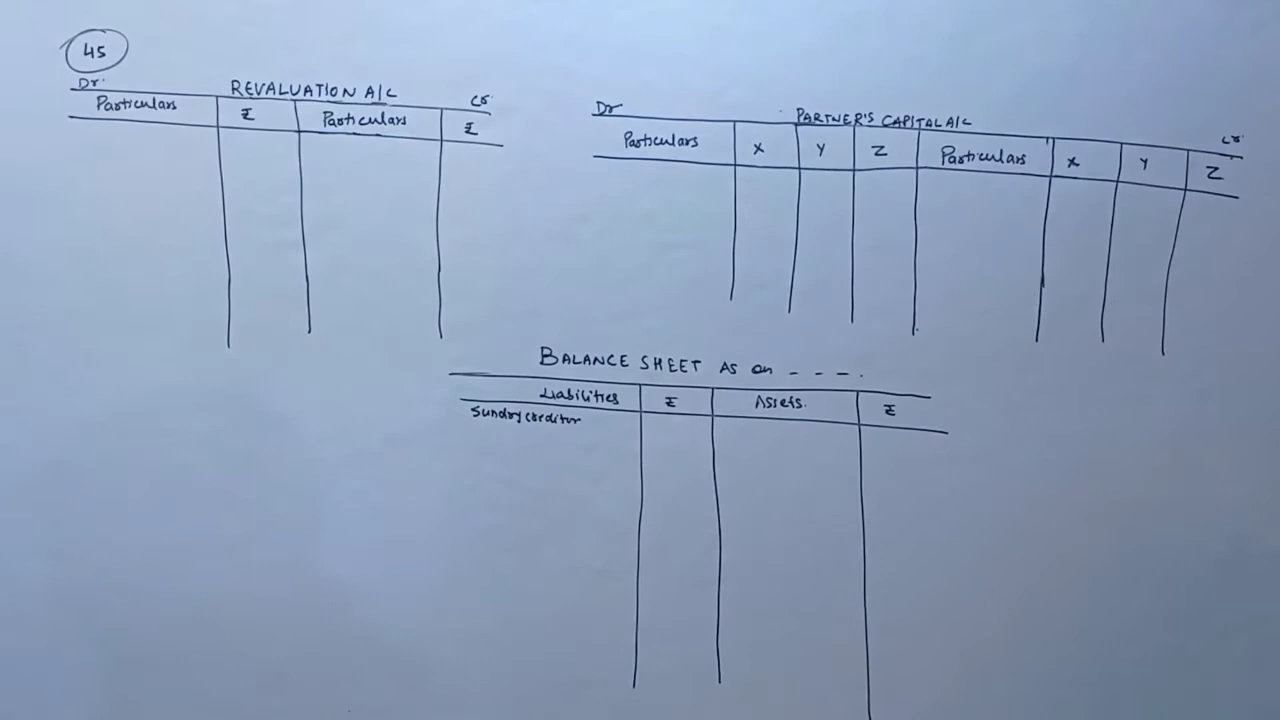 45
Dr. REVALUATION A/C Cr.
Particulars ₹ Particulars ₹
Dr PARTNER'S CAPITAL A/C Cr.
Particulars X Y Z Particulars X Y Z
BALANCE SHEET AS on - - - -.
Liabilities ₹ Assets. ₹
Sundry creditor